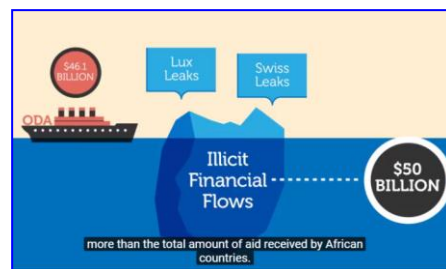 $46.1
BILLION
Lux
Leaks
Swiss
Leaks
ODA
Illicit
Financial
Flows
$50
BILLION
more than the total amount of aid received by African
countries.